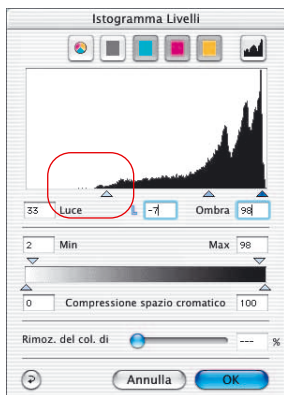 Istogramma Livelli
33 Luce L -7 Ombra 98
2 Min Max 98
0 Compressione spazio cromatico 100
Rimoz. del col. di --- %
Annulla OK